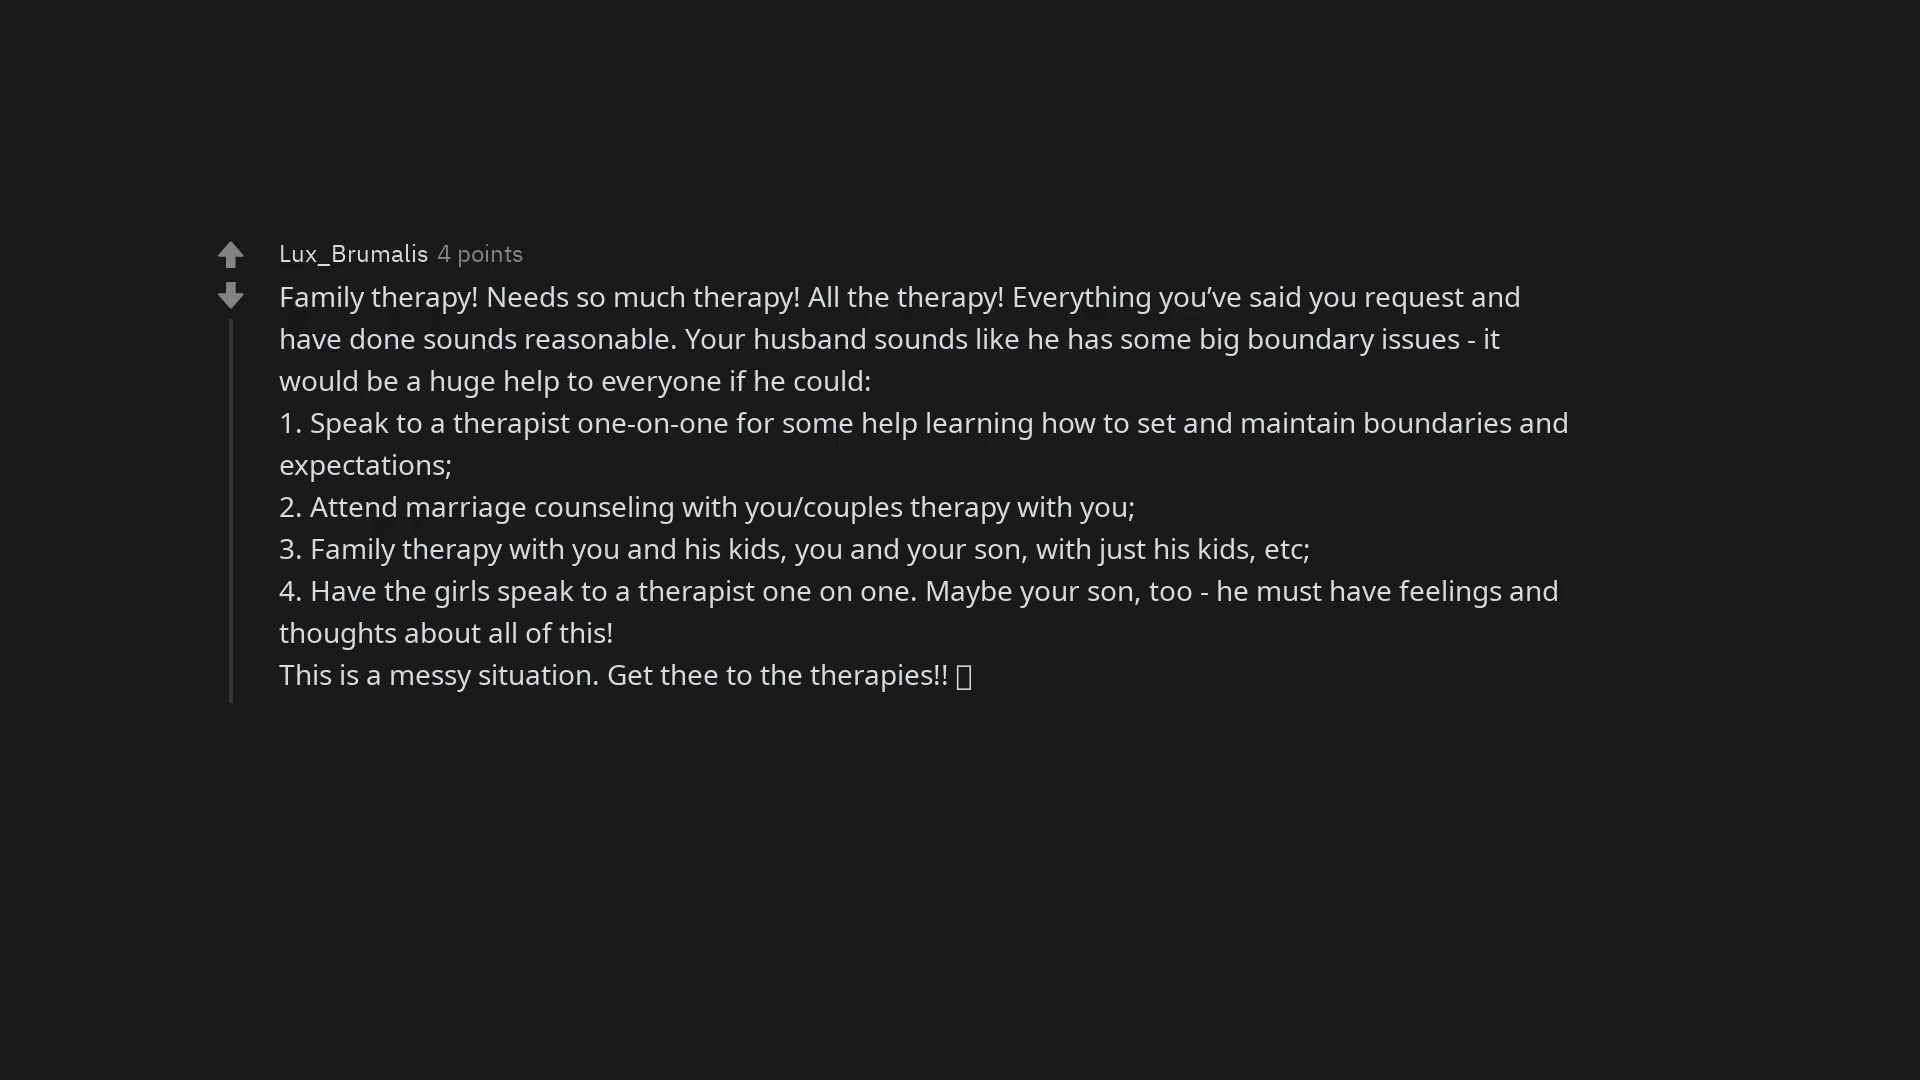 Lux_Brumalis 4 points
Family therapy! Needs so much therapy! All the therapy! Everything you’ve said you request and
have done sounds reasonable. Your husband sounds like he has some big boundary issues - it
would be a huge help to everyone if he could:
1. Speak to a therapist one-on-one for some help learning how to set and maintain boundaries and
expectations;
2. Attend marriage counseling with you/couples therapy with you;
3. Family therapy with you and his kids, you and your son, with just his kids, etc;
4. Have the girls speak to a therapist one on one. Maybe your son, too - he must have feelings and
thoughts about all of this!
This is a messy situation. Get thee to the therapies!!